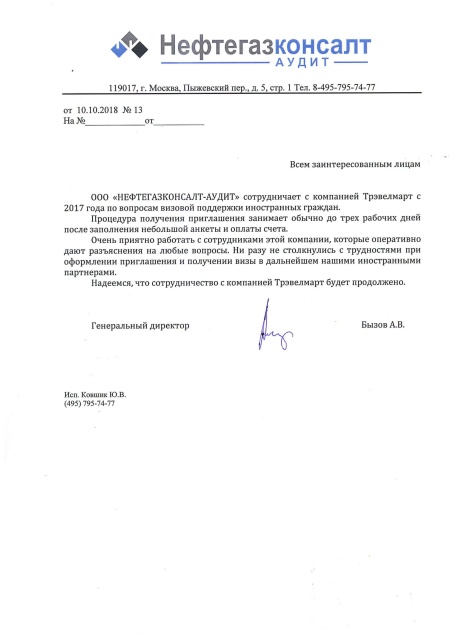 Нефтегазконсалт
АУДИТ
119017, г. Москва, Пыжевский пер., д. 5, стр. 1 Тел. 8-495-795-74-77
от 10.10.2018 № 13
На №_____________от___________
Всем заинтересованным лицам
ООО «НЕФТЕГАЗКОНСАЛТ-АУДИТ» сотрудничает с компанией Трэвелмарт с
2017 года по вопросам визовой поддержки иностранных граждан.
Процедура получения приглашения занимает обычно до трех рабочих дней
после заполнения небольшой анкеты и оплаты счета.
Очень приятно работать с сотрудниками этой компании, которые оперативно
дают разъяснения на любые вопросы. Ни разу не столкнулись с трудностями при
оформлении приглашения и получении визы в дальнейшем нашими иностранными
партнерами.
Надеемся, что сотрудничество с компанией Трэвелмарт будет продолжено.
Генеральный директор Бызов А.В.
Исп. Ковшик Ю.В.
(495) 795-74-77